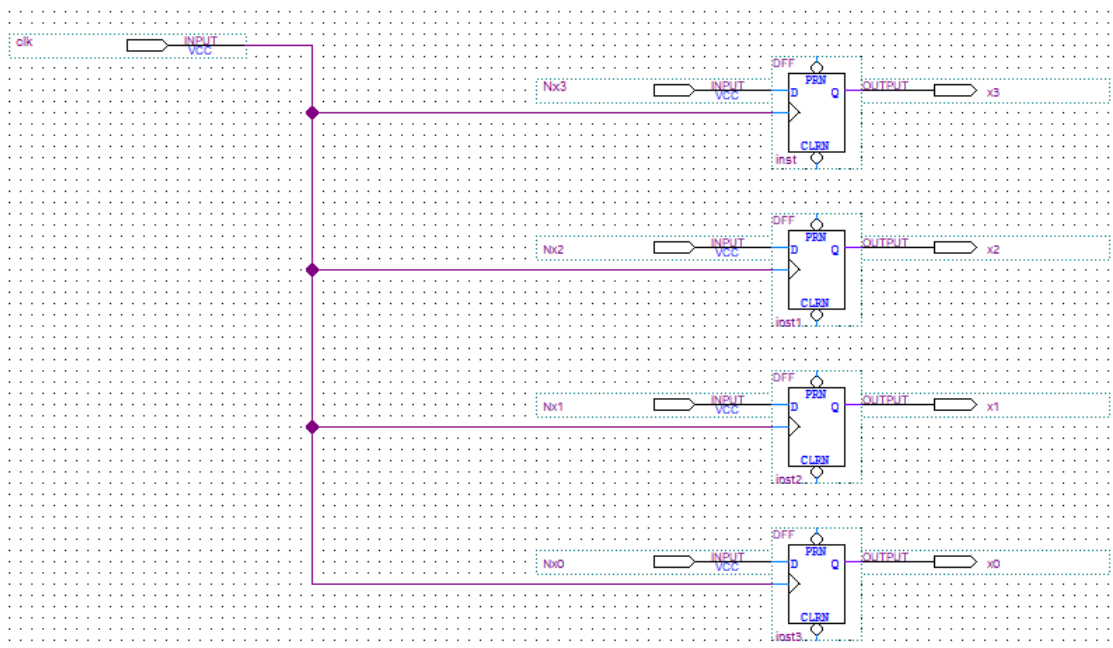 clk INPUT VCC
DFF
Nx3 INPUT VCC D PRN Q OUTPUT x3
CLRN
inst
DFF
Nx2 INPUT VCC D PRN Q OUTPUT x2
CLRN
inst1
DFF
Nx1 INPUT VCC D PRN Q OUTPUT x1
CLRN
inst2
DFF
Nx0 INPUT VCC D PRN Q OUTPUT x0
CLRN
inst3